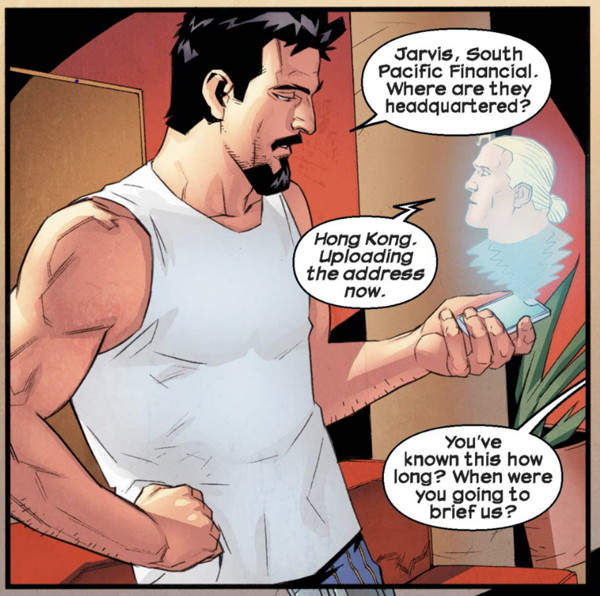 Jarvis, South
Pacific Financial.
Where are they
headquartered?
Hong Kong.
Uploading
the address
now.
You've
known this how
long? When were
you going to
brief us?